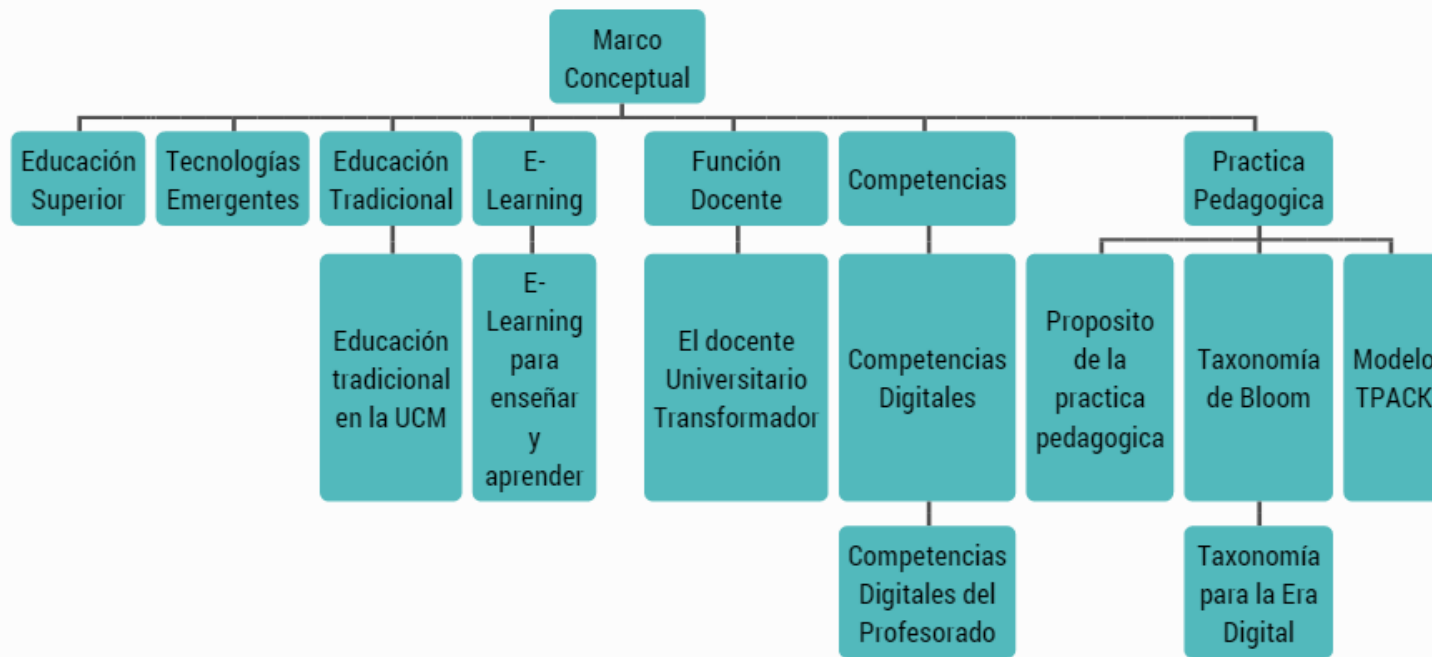 Marco
Conceptual
Educación
Superior
Tecnologías
Emergentes
Educación
Tradicional
E-
Learning
Función
Docente
Competencias
Practica
Pedagogica
Educación
tradicional
en la UCM
E-
Learning
para
enseñar
y
aprender
El docente
Universitario
Transformador
Competencias
Digitales
Proposito
de la
practica
pedagogica
Taxonomía
de Bloom
Modelo
TPACK
Competencias
Digitales del
Profesorado
Taxonomía
para la Era
Digital